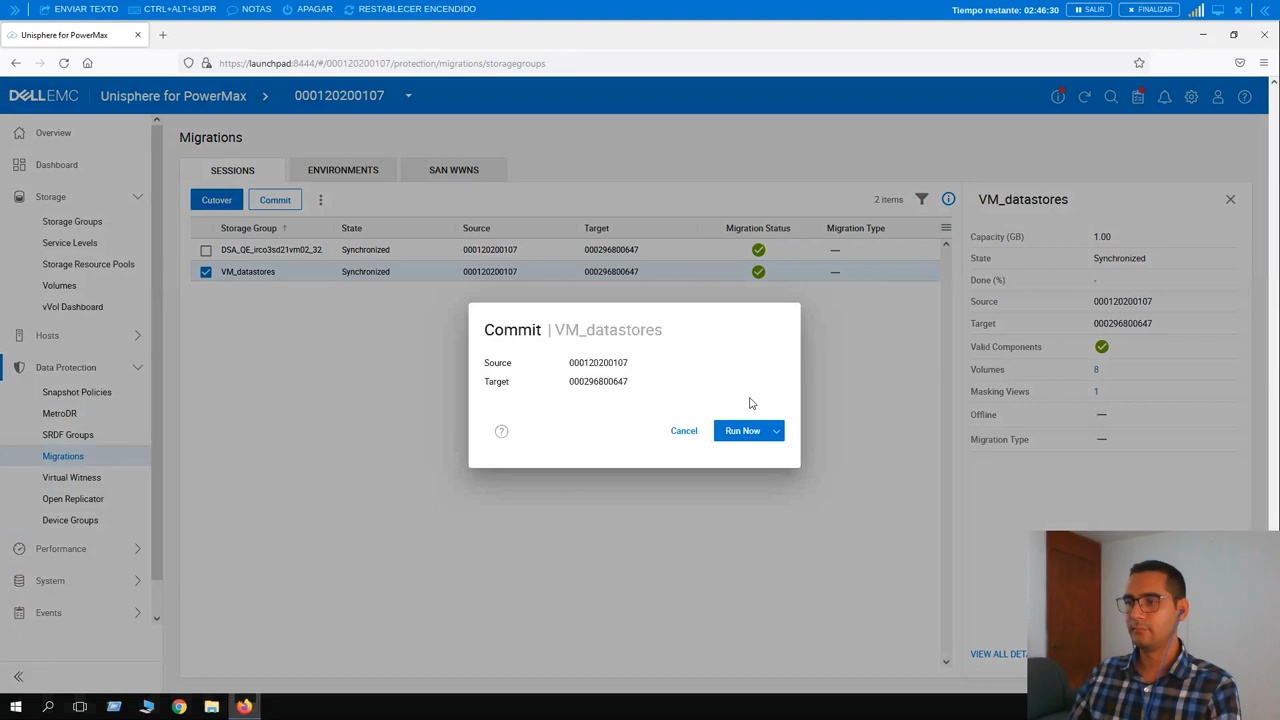 ENVIAR TEXTO CTRL+ALT+SUPR NOTAS APAGAR RESTABLECER ENCENDIDO Tiempo restante: 02:46:30 SALIR FINALIZAR
Unisphere for PowerMax
https://launchpad:8444/#/000120200107/protection/migrations/storagegroups
DELLEMC Unisphere for PowerMax 000120200107
Overview
Dashboard
Storage
Storage Groups
Service Levels
Storage Resource Pools
Volumes
vVol Dashboard
Hosts
Data Protection
Snapshot Policies
MetroDR
SRDF Groups
Migrations
Virtual Witness
Open Replicator
Device Groups
Performance
System
Events
Migrations
SESSIONS ENVIRONMENTS SAN WWNS
Cutover Commit 2 items
Storage Group State Source Target Migration Status Migration Type
DSA_QE_irco3sd21vm02_32 Synchronized 000120200107 000296800647 —
VM_datastores Synchronized 000120200107 000296800647 —
Commit | VM_datastores
Source 000120200107
Target 000296800647
Cancel Run Now
VM_datastores
Capacity (GB) 1.00
State Synchronized
Done (%) -
Source 000120200107
Target 000296800647
Valid Components
Volumes 8
Masking Views 1
Offline —
Migration Type —
VIEW ALL DETA